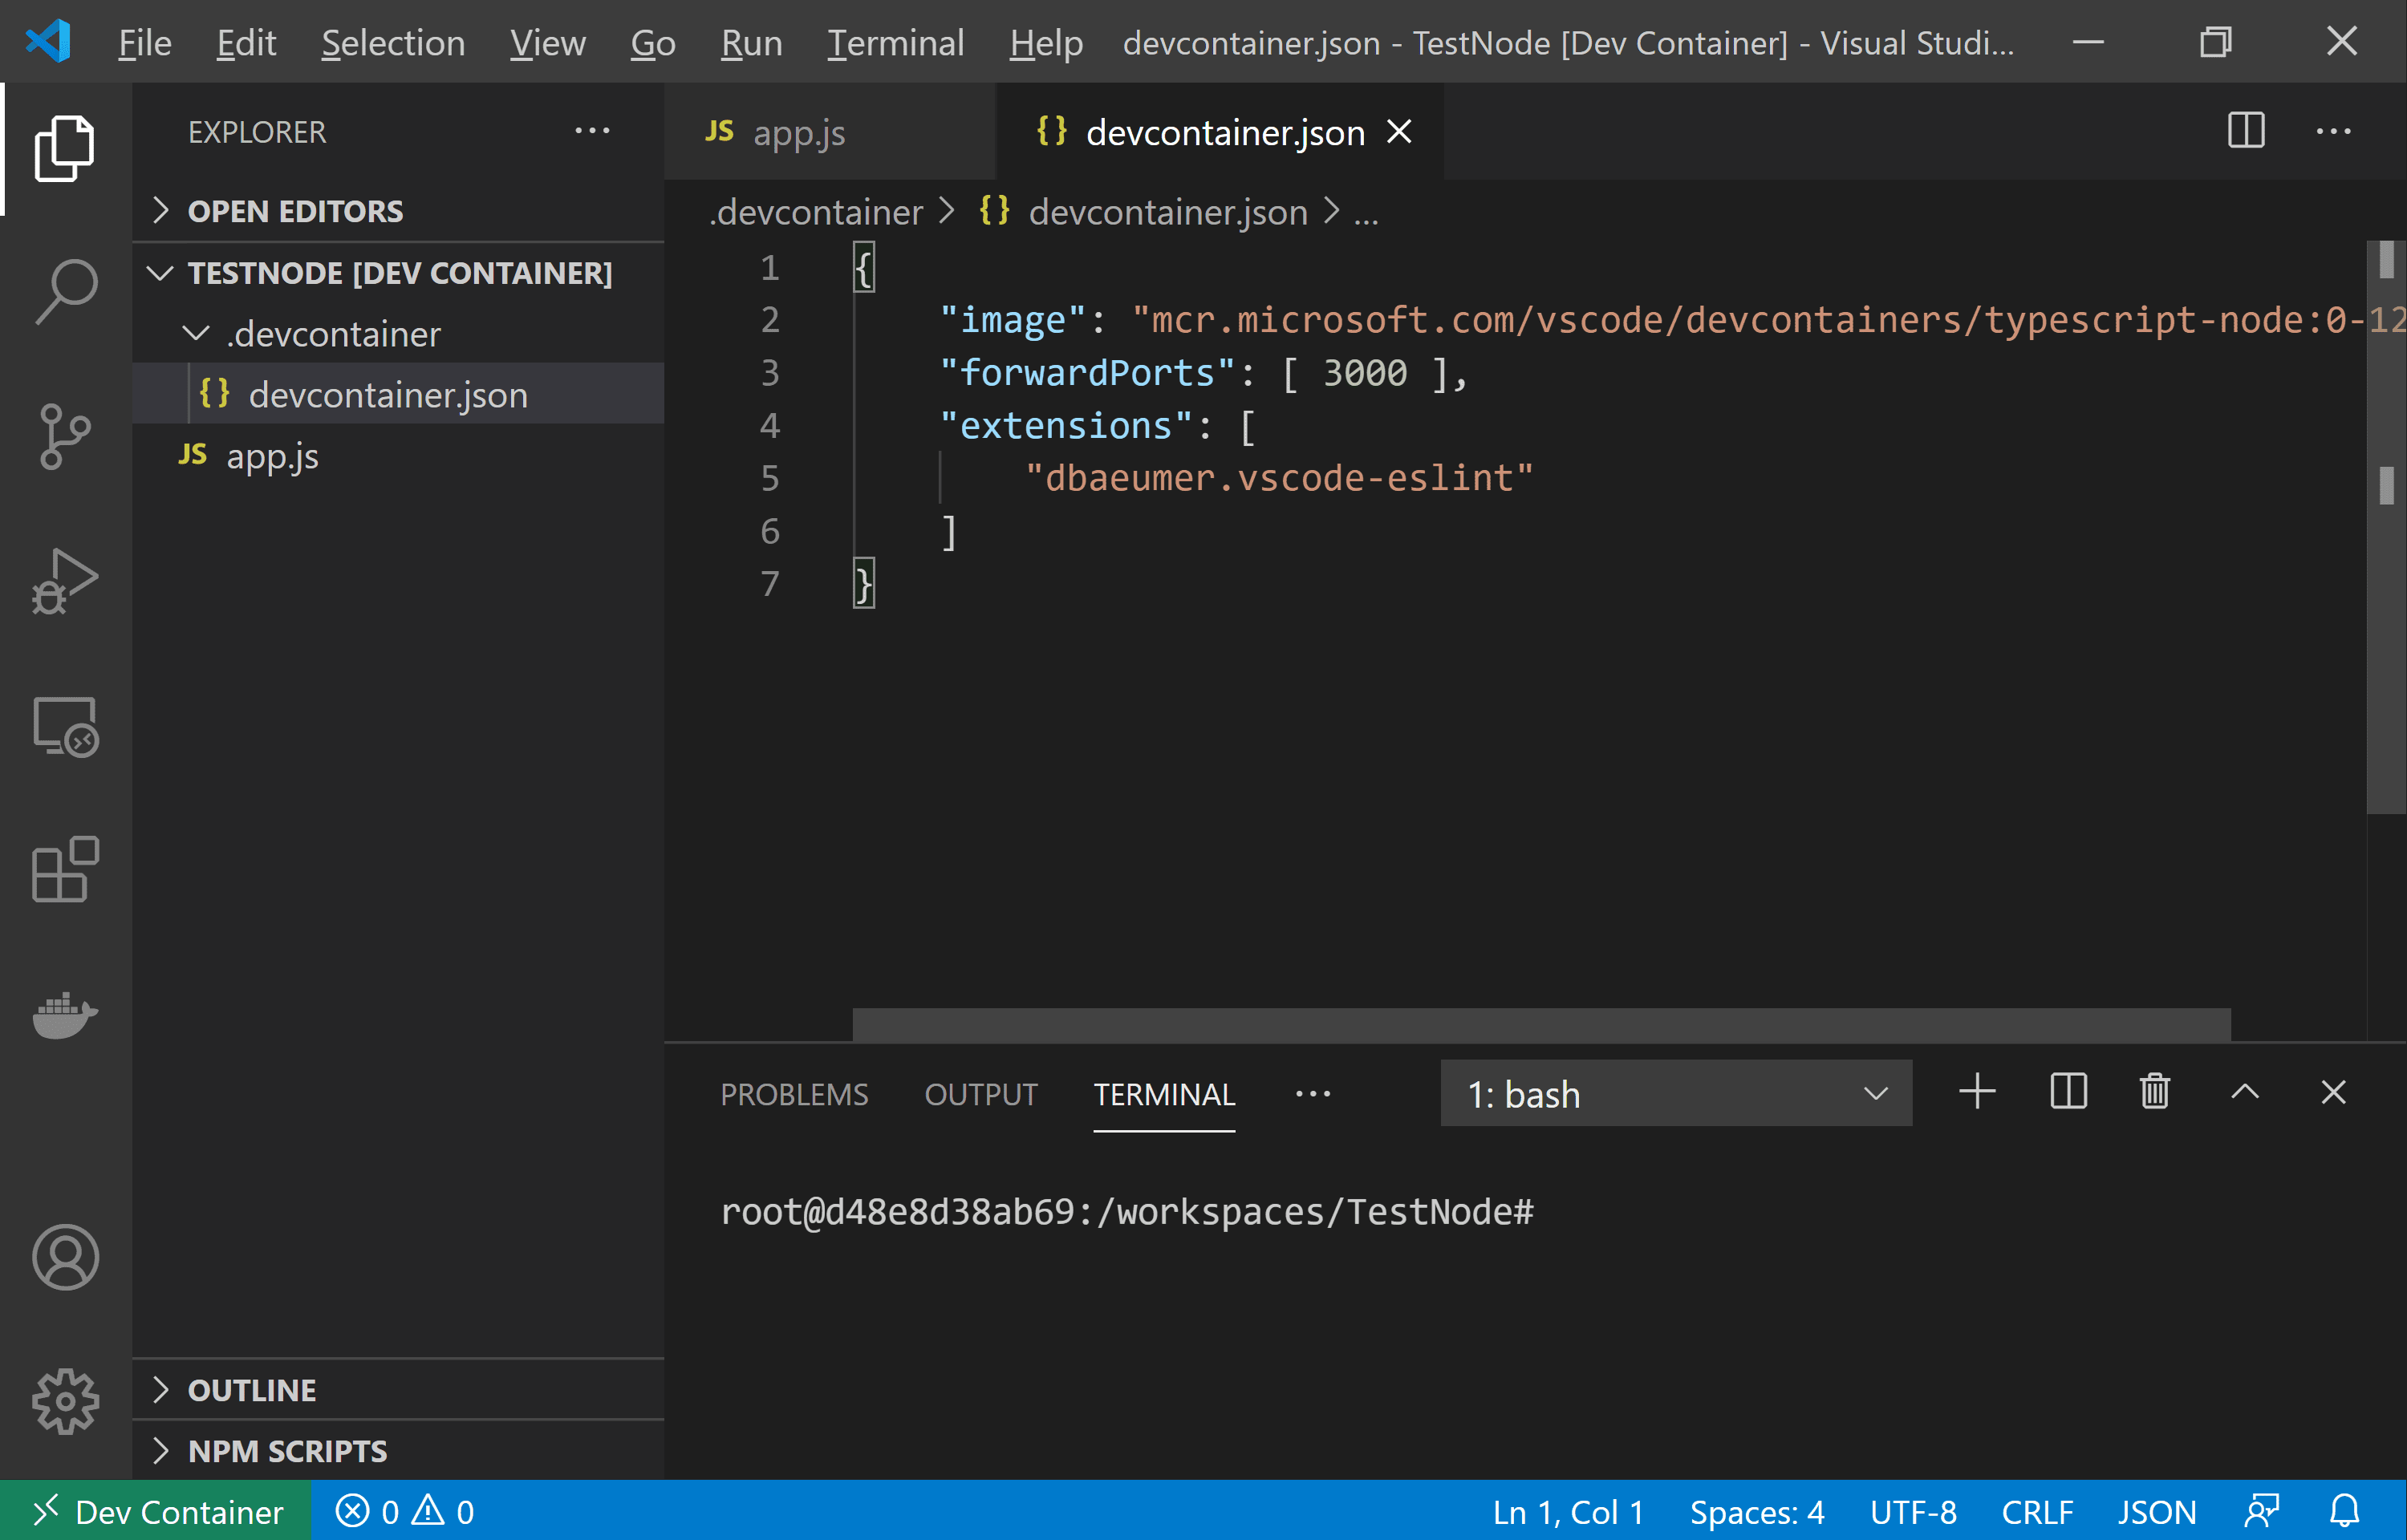 File Edit Selection View Go Run Terminal Help devcontainer.json - TestNode [Dev Container] - Visual Studi...
EXPLORER
OPEN EDITORS
TESTNODE [DEV CONTAINER]
.devcontainer
{} devcontainer.json
JS app.js
JS app.js {} devcontainer.json
.devcontainer > {} devcontainer.json > ...
1 {
2 "image": "mcr.microsoft.com/vscode/devcontainers/typescript-node:0-12
3 "forwardPorts": [ 3000 ],
4 "extensions": [
5 "dbaeumer.vscode-eslint"
6 ]
7 }
PROBLEMS OUTPUT TERMINAL ... 1: bash
root@d48e8d38ab69:/workspaces/TestNode#
OUTLINE
NPM SCRIPTS
Dev Container 0 0 Ln 1, Col 1 Spaces: 4 UTF-8 CRLF JSON